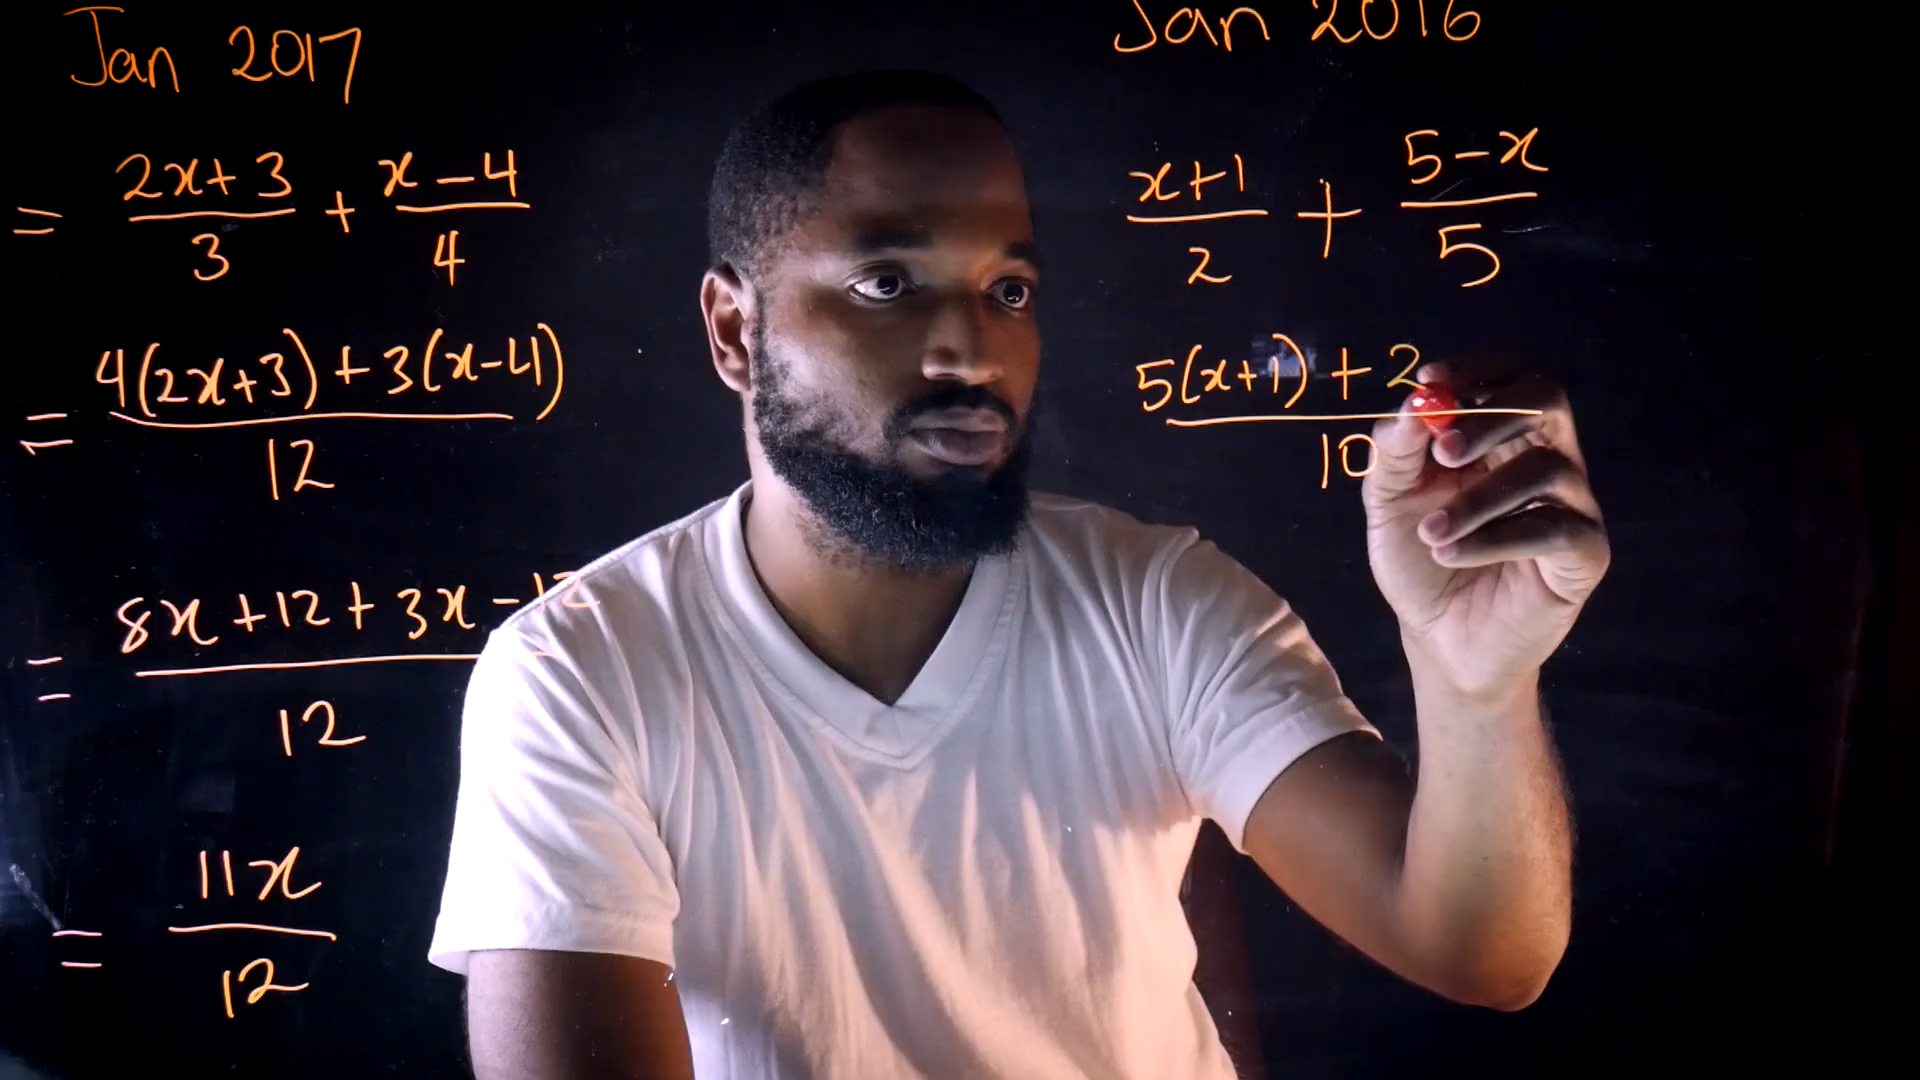 Jan 2017
= (2x+3)/3 + (x-4)/4
= (4(2x+3)+3(x-4))/12
= (8x+12+3x-12)/12
= 11x/12
Jan 2016
(x+1)/2 + (5-x)/5
(5(x+1)+2)/10